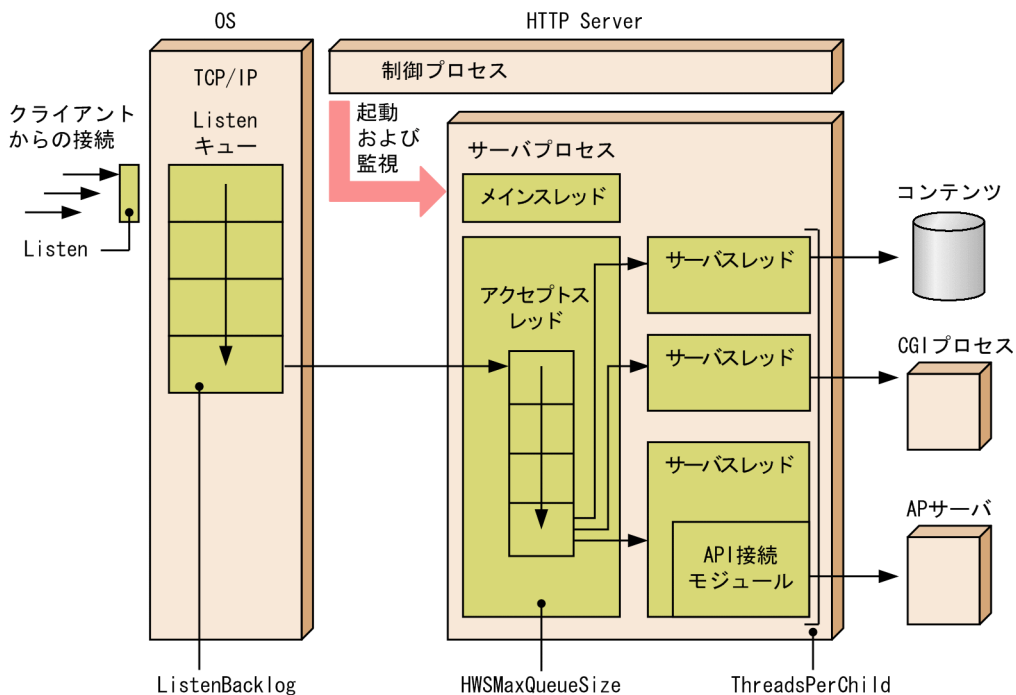 OS
HTTP Server
TCP/IP
制御プロセス
クライアント
からの接続
Listen
キュー
起動
および
監視
サーバプロセス
メインスレッド
コンテンツ
Listen
サーバスレッド
アクセプトス
レッド
サーバスレッド
CGIプロセス
サーバスレッド
APサーバ
API接続
モジュール
ListenBacklog
HWSMaxQueueSize
ThreadsPerChild